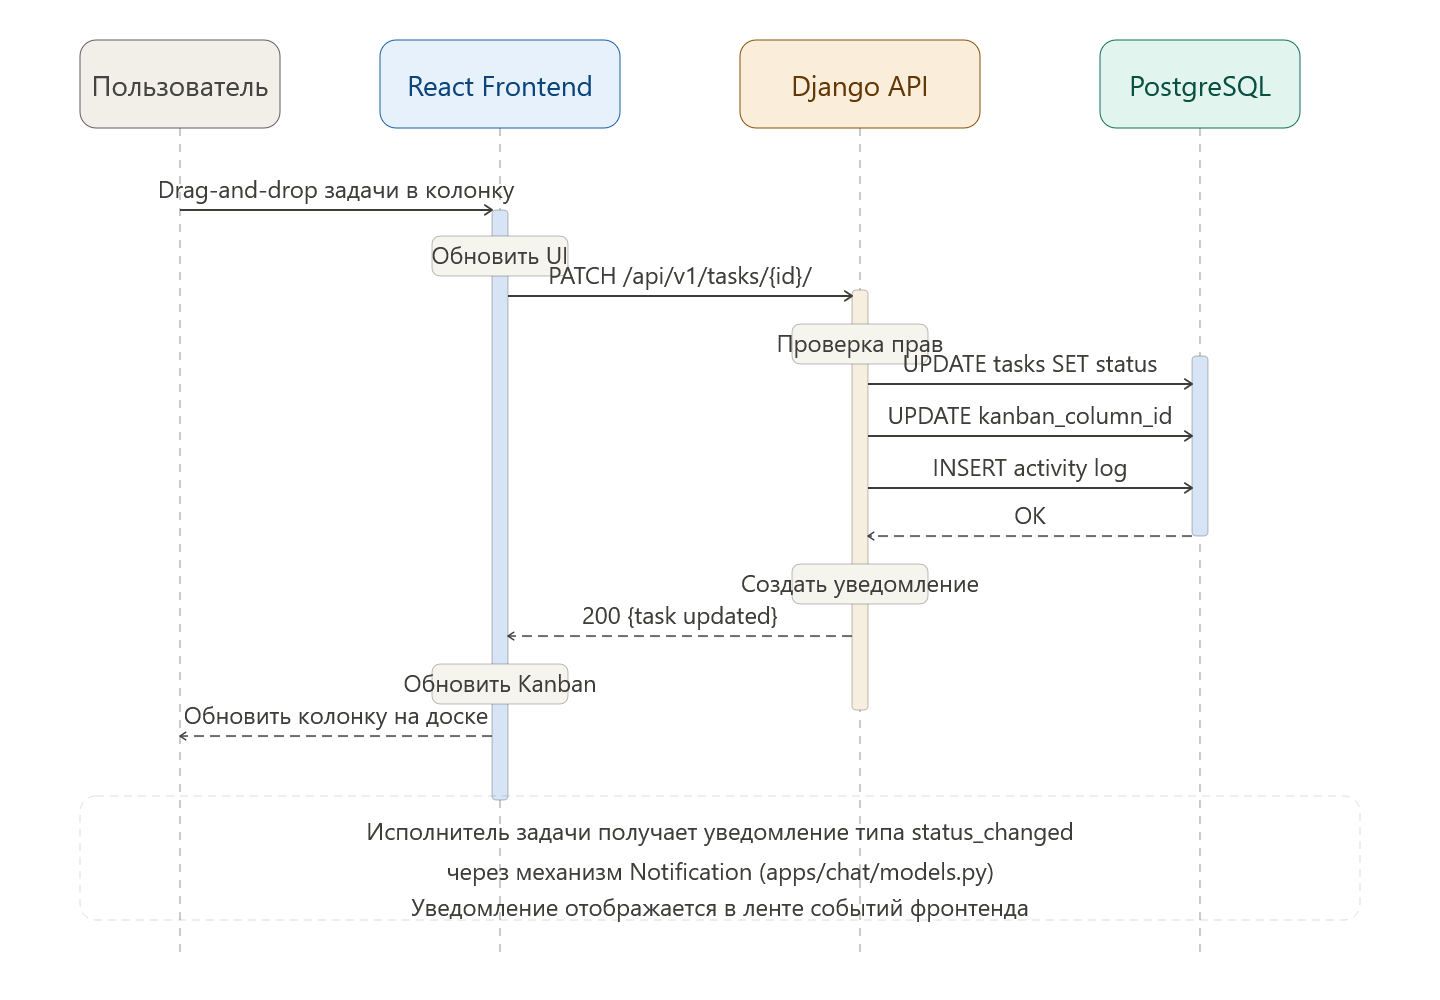 Пользователь
React Frontend
Django API
PostgreSQL
Drag-and-drop задачи в колонку
Обновить UI
PATCH /api/v1/tasks/{id}/
Проверка прав
UPDATE tasks SET status
UPDATE kanban_column_id
INSERT activity log
OK
Создать уведомление
200 {task updated}
Обновить Kanban
Обновить колонку на доске
Исполнитель задачи получает уведомление типа status_changed
через механизм Notification (apps/chat/models.py)
Уведомление отображается в ленте событий фронтенда